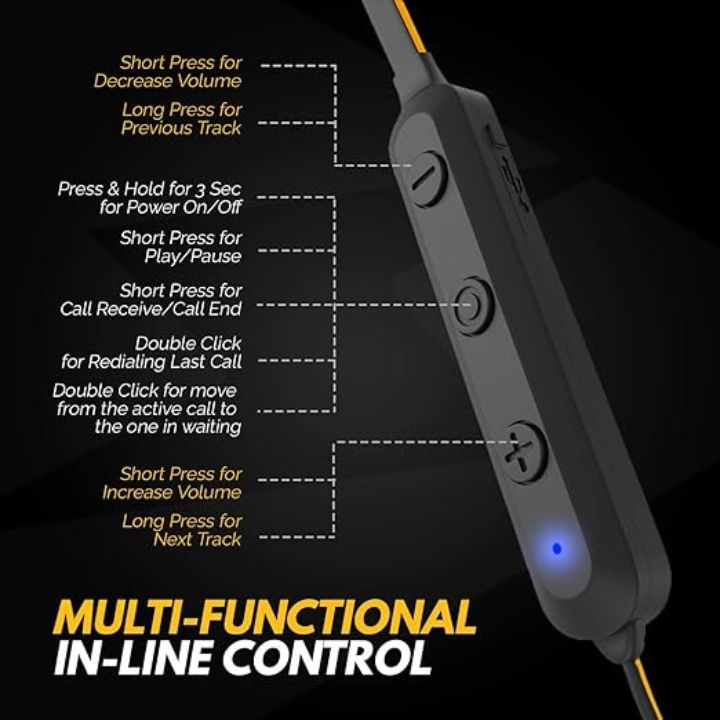 Short Press for
Decrease Volume
Long Press for
Previous Track
Press & Hold for 3 Sec
for Power On/Off
Short Press for
Play/Pause
Short Press for
Call Receive/Call End
Double Click
for Redialing Last Call
Double Click for move
from the active call to
the one in waiting
Short Press for
Increase Volume
Long Press for
Next Track
MULTI-FUNCTIONAL
IN-LINE CONTROL